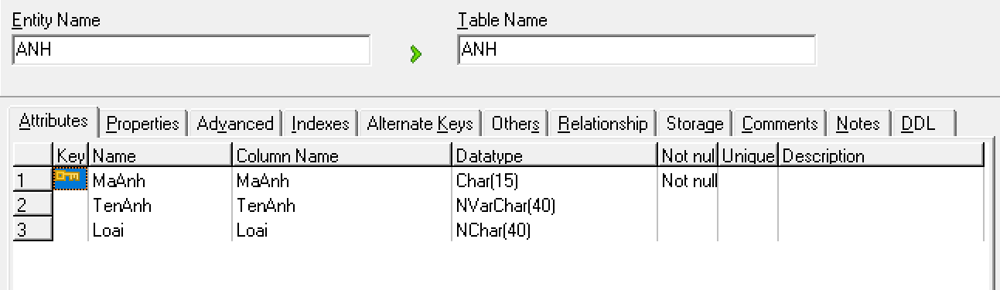 Entity Name Table Name
ANH ANH
Attributes Properties Advanced Indexes Alternate Keys Others Relationship Storage Comments Notes DDL
Key Name Column Name Datatype Not nul Unique Description
1 MaAnh MaAnh Char(15) Not null
2 TenAnh TenAnh NVarChar(40)
3 Loai Loai NChar(40)